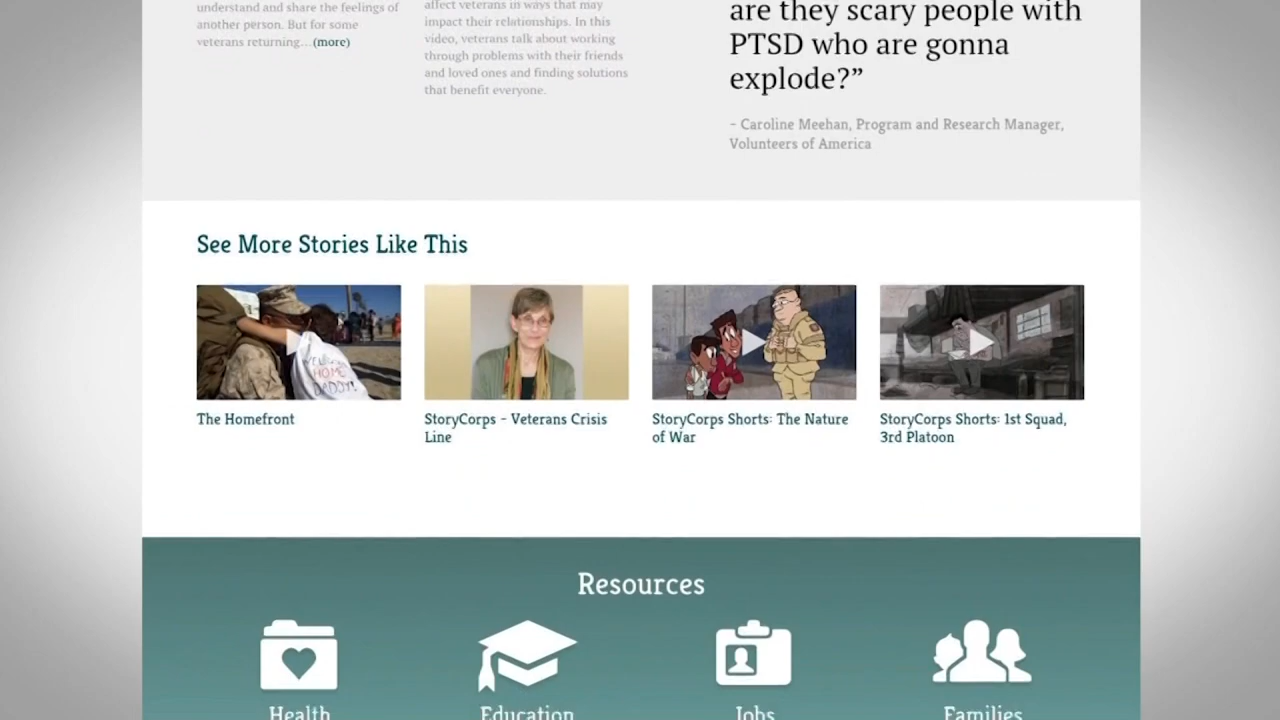 understand and share the feelings of
another person. But for some
veterans returning...(more)
affect veterans in ways that may
impact their relationships. In this
video, veterans talk about working
through problems with their friends
and loved ones and finding solutions
that benefit everyone.
are they scary people with
PTSD who are gonna
explode?”
– Caroline Meehan, Program and Research Manager,
Volunteers of America
See More Stories Like This
WELCOME
HOME
DADDY!
The Homefront
StoryCorps – Veterans Crisis
Line
StoryCorps Shorts: The Nature
of War
StoryCorps Shorts: 1st Squad,
3rd Platoon
Resources
Health
Education
Jobs
Families